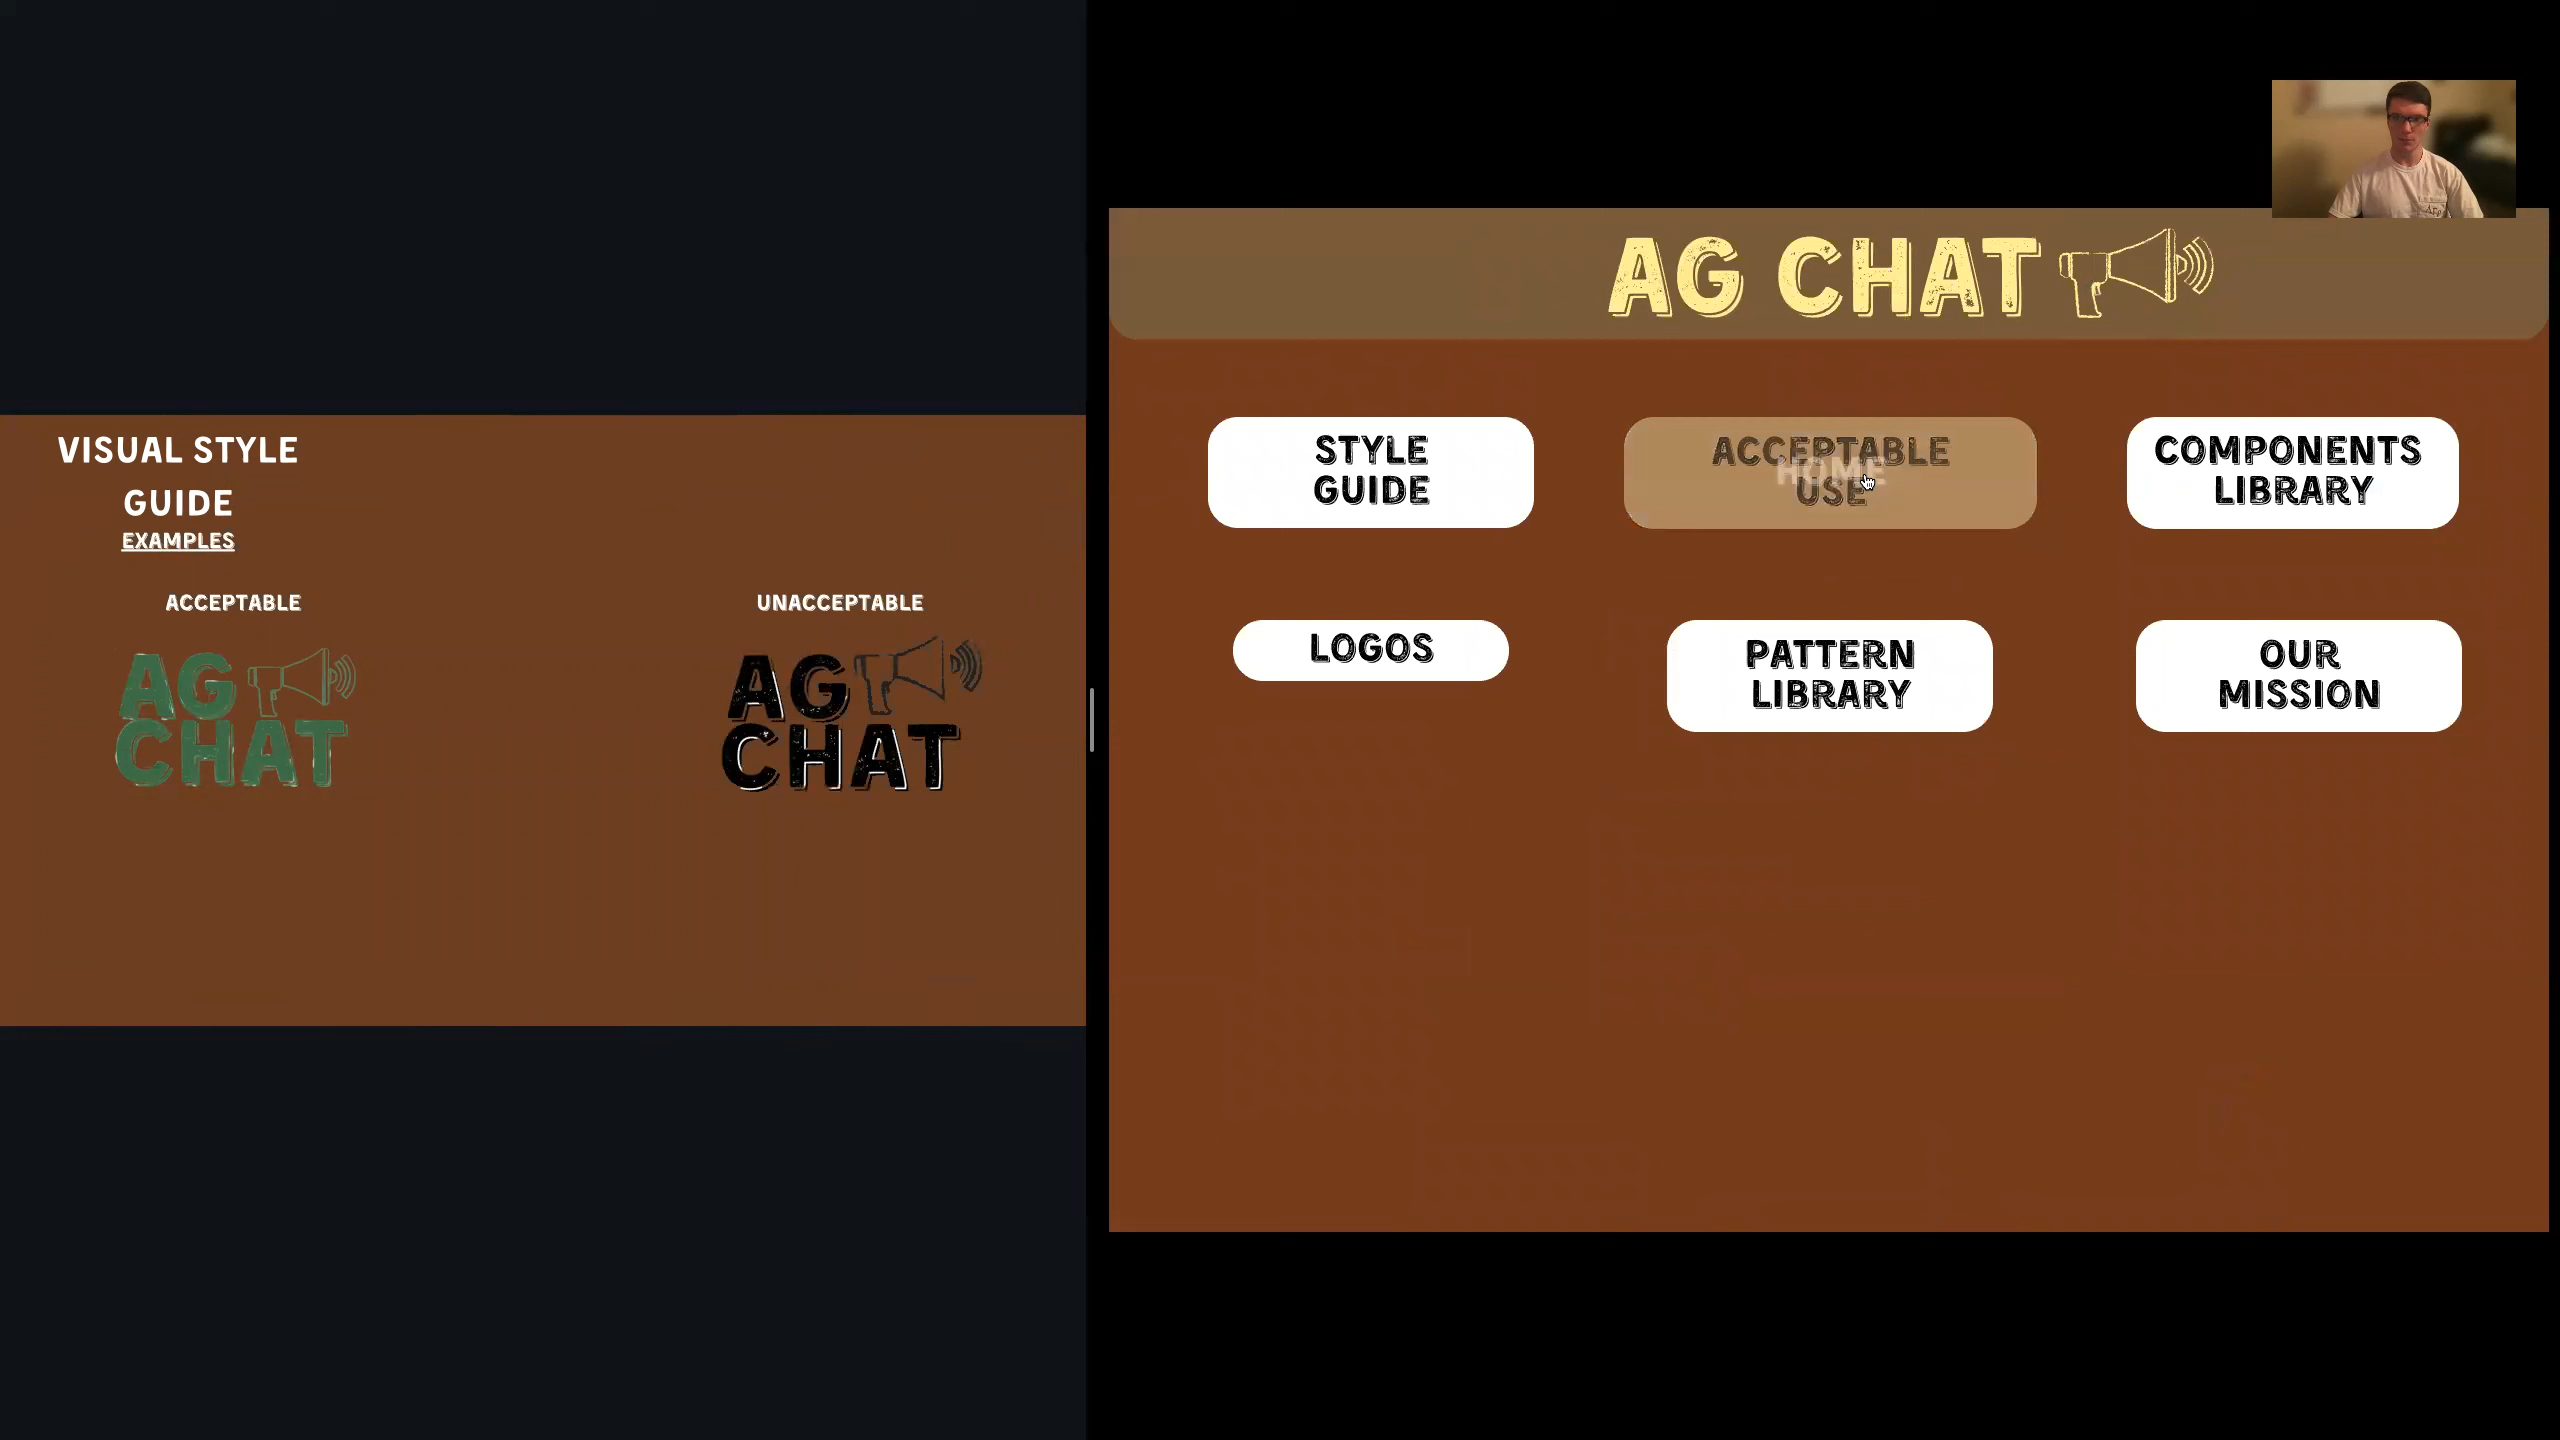 VISUAL STYLE
GUIDE
EXAMPLES
ACCEPTABLE
UNACCEPTABLE
AG
CHAT
AG
CHAT
AG CHAT
STYLE
GUIDE
ACCEPTABLE
USE
HOME
COMPONENTS
LIBRARY
LOGOS
PATTERN
LIBRARY
OUR
MISSION